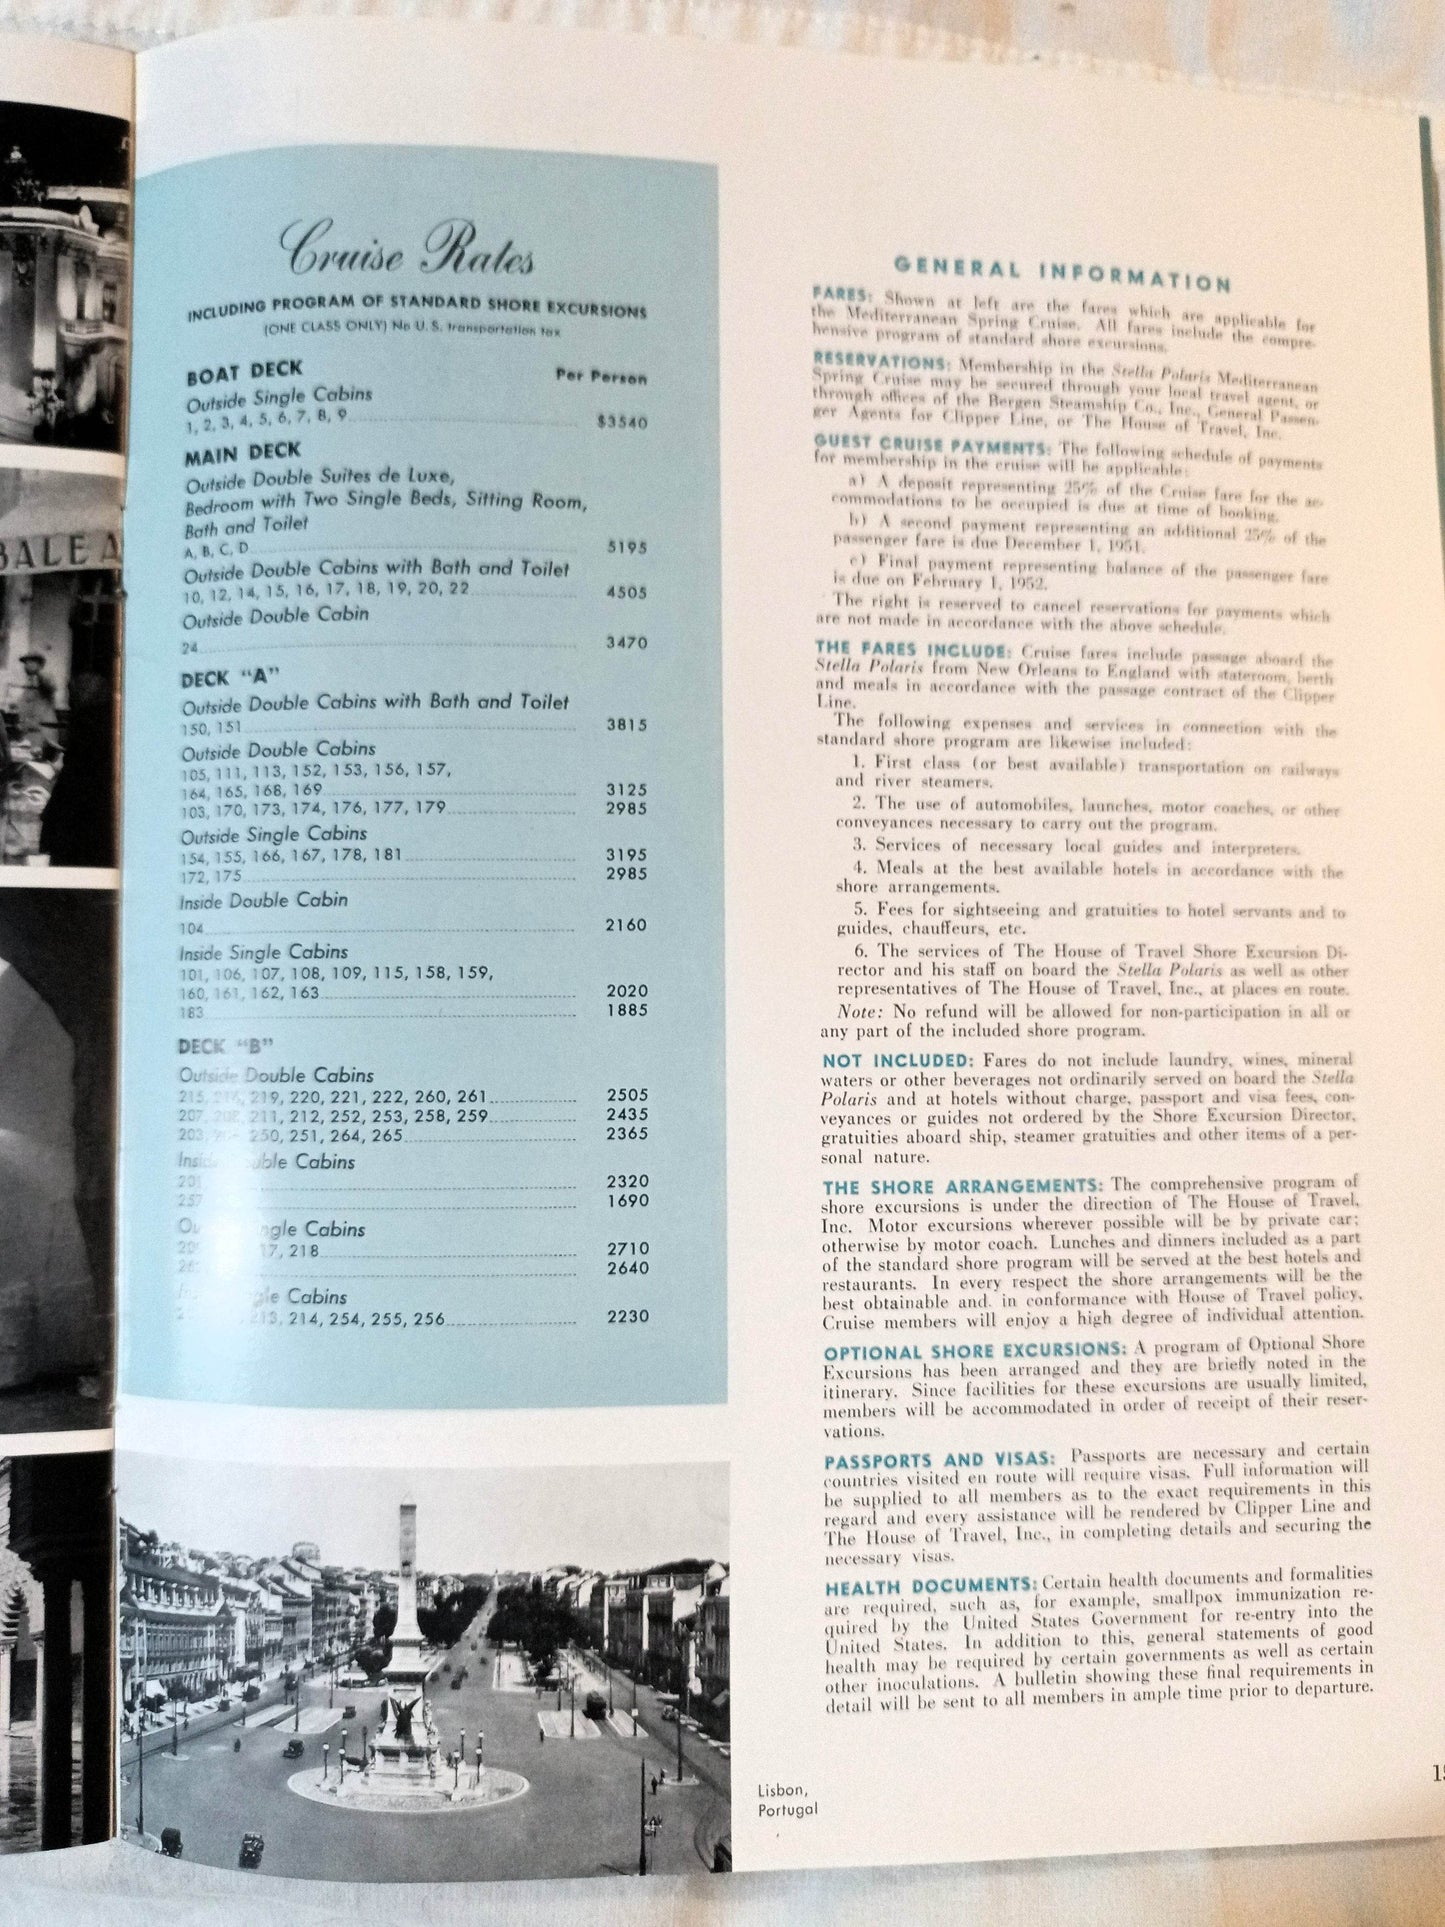 BALEA
Cruise Rates
INCLUDING PROGRAM OF STANDARD SHORE EXCURSIONS
(ONE CLASS ONLY) No U. S. transportation tax
BOAT DECK Per Person
Outside Single Cabins
1, 2, 3, 4, 5, 6, 7, 8, 9 $3540
MAIN DECK
Outside Double Suites de Luxe,
Bedroom with Two Single Beds, Sitting Room,
Bath and Toilet
A, B, C, D 5195
Outside Double Cabins with Bath and Toilet
10, 12, 14, 15, 16, 17, 18, 19, 20, 22 4505
Outside Double Cabin
24 3470
DECK "A"
Outside Double Cabins with Bath and Toilet
150, 151 3815
Outside Double Cabins
105, 111, 113, 152, 153, 156, 157,
164, 165, 168, 169 3125
103, 170, 173, 174, 176, 177, 179 2985
Outside Single Cabins
154, 155, 166, 167, 178, 181 3195
172, 175 2985
Inside Double Cabin
104 2160
Inside Single Cabins
101, 106, 107, 108, 109, 115, 158, 159,
160, 161, 162, 163 2020
183 1885
DECK "B"
Outside Double Cabins
215, 219, 220, 221, 222, 260, 261 2505
207, 211, 212, 252, 253, 258, 259 2435
203, 250, 251, 264, 265 2365
Inside Double Cabins
201 2320
257 1690
Single Cabins
218 2710
2640
Single Cabins
213, 214, 254, 255, 256 2230
GENERAL INFORMATION
FARES: Shown at left are the fares which are applicable for
the Mediterranean Spring Cruise. All fares include the compre-
hensive program of standard shore excursions.
RESERVATIONS: Membership in the Stella Polaris Mediterranean
Spring Cruise may be secured through your local travel agent, or
through offices of the Bergen Steamship Co., Inc., General Passen-
ger Agents for Clipper Line, or The House of Travel, Inc.
GUEST CRUISE PAYMENTS: The following schedule of payments
for membership in the cruise will be applicable:
a) A deposit representing 25% of the Cruise fare for the ac-
commodations to be occupied is due at time of booking.
b) A second payment representing an additional 25% of the
passenger fare is due December 1, 1951.
c) Final payment representing balance of the passenger fare
is due on February 1, 1952.
The right is reserved to cancel reservations for payments which
are not made in accordance with the above schedule.
THE FARES INCLUDE: Cruise fares include passage aboard the
Stella Polaris from New Orleans to England with stateroom, berth
and meals in accordance with the passage contract of the Clipper
Line.
The following expenses and services in connection with the
standard shore program are likewise included:
1. First class (or best available) transportation on railways
and river steamers.
2. The use of automobiles, launches, motor coaches, or other
conveyances necessary to carry out the program.
3. Services of necessary local guides and interpreters.
4. Meals at the best available hotels in accordance with the
shore arrangements.
5. Fees for sightseeing and gratuities to hotel servants and to
guides, chauffeurs, etc.
6. The services of The House of Travel Shore Excursion Di-
rector and his staff on board the Stella Polaris as well as other
representatives of The House of Travel, Inc., at places en route.
Note: No refund will be allowed for non-participation in all or
any part of the included shore program.
NOT INCLUDED: Fares do not include laundry, wines, mineral
waters or other beverages not ordinarily served on board the Stella
Polaris and at hotels without charge, passport and visa fees, con-
veyances or guides not ordered by the Shore Excursion Director,
gratuities aboard ship, steamer gratuities and other items of a per-
sonal nature.
THE SHORE ARRANGEMENTS: The comprehensive program of
shore excursions is under the direction of The House of Travel,
Inc. Motor excursions wherever possible will be by private car;
otherwise by motor coach. Lunches and dinners included as a part
of the standard shore program will be served at the best hotels and
restaurants. In every respect the shore arrangements will be the
best obtainable and in conformance with House of Travel policy.
Cruise members will enjoy a high degree of individual attention.
OPTIONAL SHORE EXCURSIONS: A program of Optional Shore
Excursions has been arranged and they are briefly noted in the
itinerary. Since facilities for these excursions are usually limited,
members will be accommodated in order of receipt of their reser-
vations.
PASSPORTS AND VISAS: Passports are necessary and certain
countries visited en route will require visas. Full information will
be supplied to all members as to the exact requirements in this
regard and every assistance will be rendered by Clipper Line and
The House of Travel, Inc., in completing details and securing the
necessary visas.
HEALTH DOCUMENTS: Certain health documents and formalities
are required, such as, for example, smallpox immunization re-
quired by the United States Government for re-entry into the
United States. In addition to this, general statements of good
health may be required by certain governments as well as certain
other inoculations. A bulletin showing these final requirements in
detail will be sent to all members in ample time prior to departure.
Lisbon,
Portugal
15